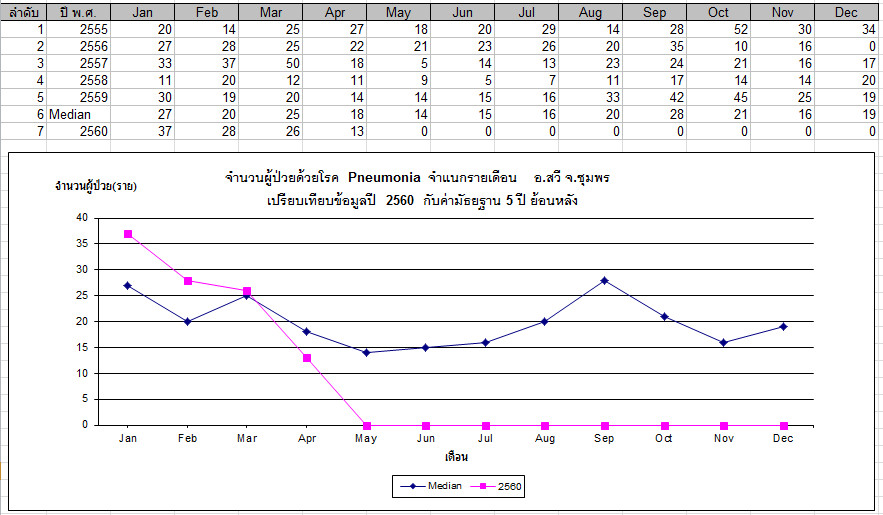 ลำดับ ปี พ.ศ. Jan Feb Mar Apr May Jun Jul Aug Sep Oct Nov Dec
1 2555 20 14 25 27 18 20 29 14 28 52 30 34
2 2556 27 28 25 22 21 23 26 20 35 10 16 0
3 2557 33 37 50 18 5 14 13 23 24 21 16 17
4 2558 11 20 12 11 9 5 7 11 17 14 14 20
5 2559 30 19 20 14 14 15 16 33 42 45 25 19
6 Median 27 20 25 18 14 15 16 20 28 21 16 19
7 2560 37 28 26 13 0 0 0 0 0 0 0 0
จำนวนผู้ป่วยด้วยโรค Pneumonia จำแนกรายเดือน อ.สวี จ.ชุมพร
เปรียบเทียบข้อมูลปี 2560 กับค่ามัธยฐาน 5 ปี ย้อนหลัง
จำนวนผู้ป่วย(ราย)
40
35
30
25
20
15
10
5
0
Jan Feb Mar Apr May Jun Jul Aug Sep Oct Nov Dec
เดือน
Median 2560